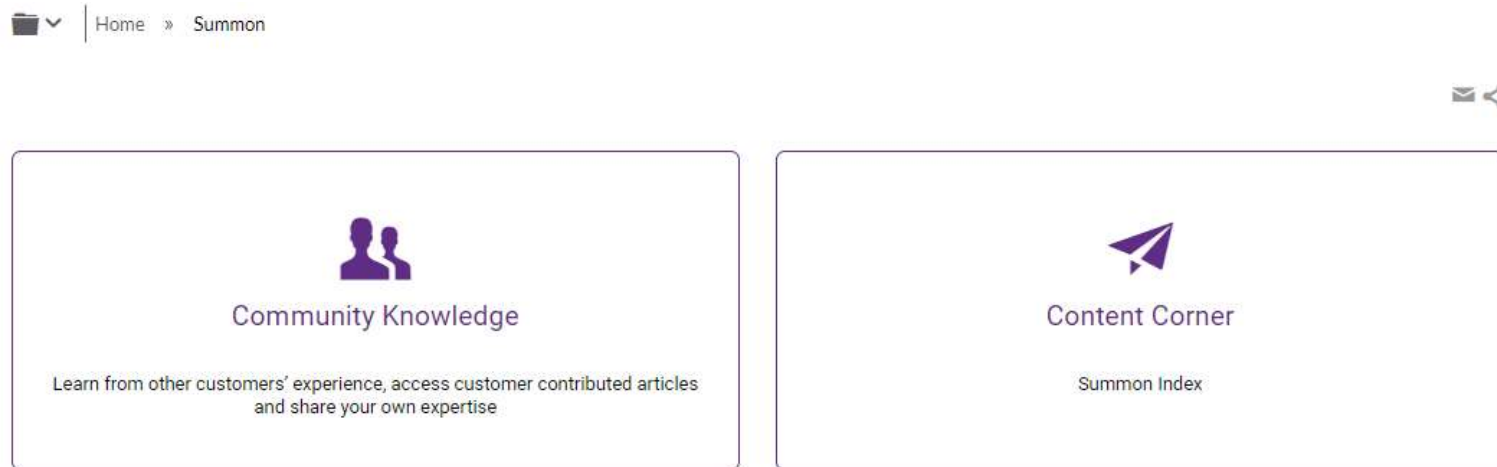 Home » Summon
Community Knowledge
Learn from other customers’ experience, access customer contributed articles
and share your own expertise
Content Corner
Summon Index